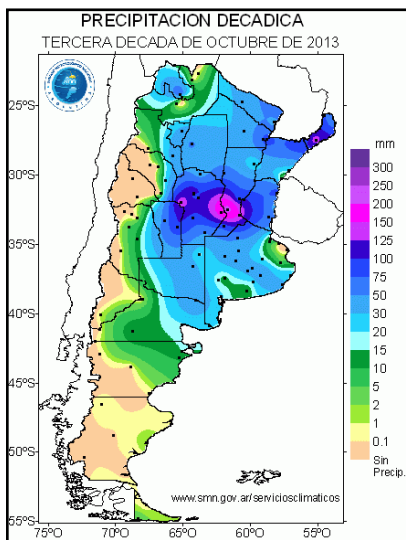 PRECIPITACION DECADICA
TERCERA DECADA DE OCTUBRE DE 2013
25°S
30°S
35°S
40°S
45°S
50°S
55°S
75°O
70°O
65°O
60°O
55°O
mm
300
250
200
150
125
100
75
50
30
20
15
10
5
2
1
0.1
Sin
Precip.
www.smn.gov.ar/serviciosclimaticos